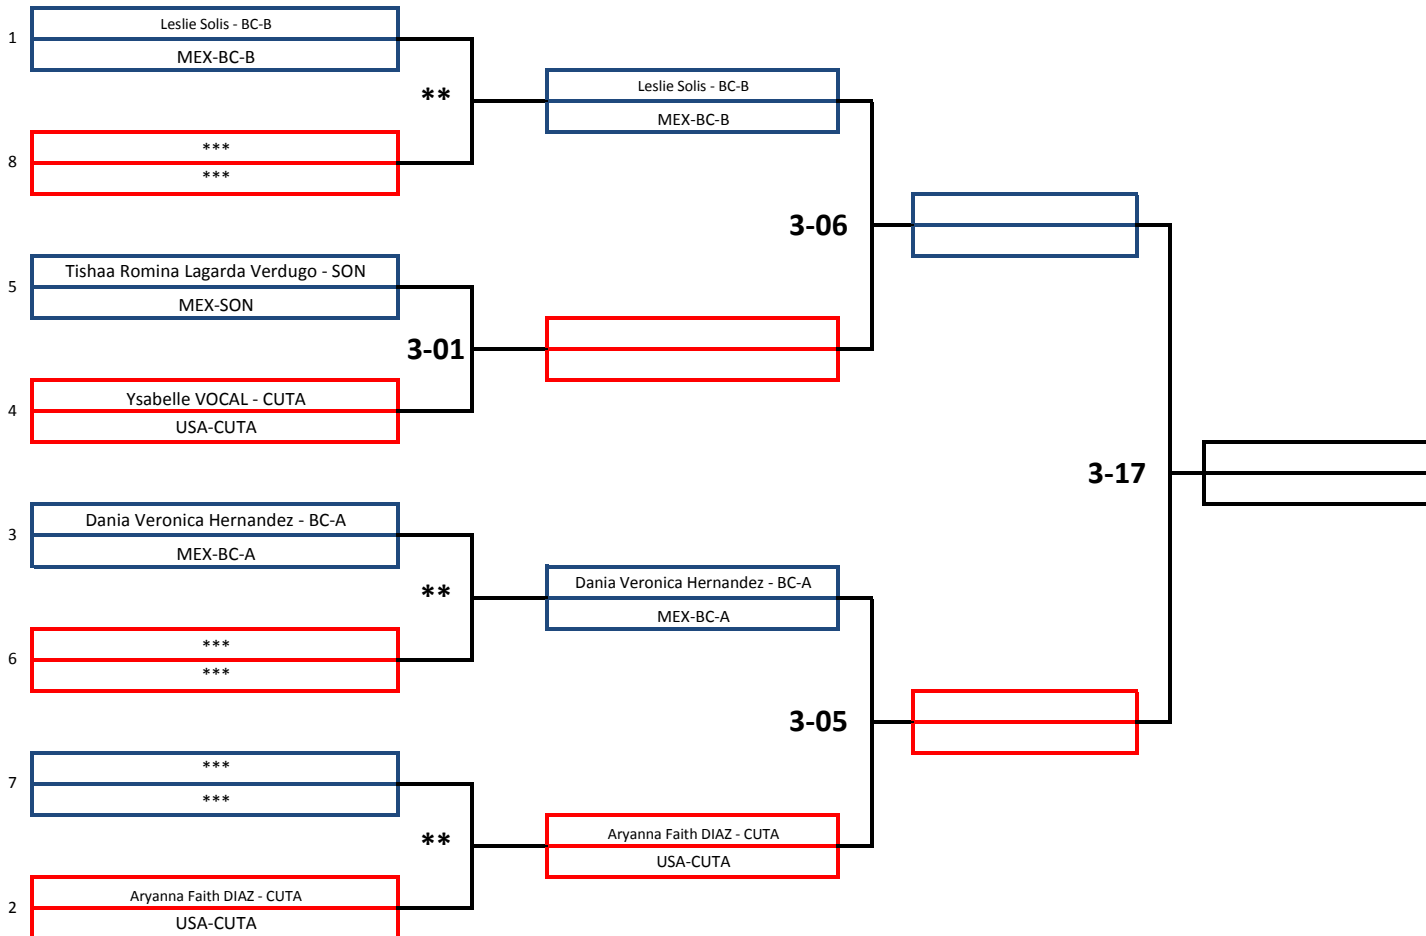 1
Leslie Solis - BC-B
MEX-BC-B
**
8
***
***
Leslie Solis - BC-B
MEX-BC-B
3-06
5
Tishaa Romina Lagarda Verdugo - SON
MEX-SON
3-01
4
Ysabelle VOCAL - CUTA
USA-CUTA
3-17
3
Dania Veronica Hernandez - BC-A
MEX-BC-A
**
6
***
***
Dania Veronica Hernandez - BC-A
MEX-BC-A
3-05
7
***
***
**
2
Aryanna Faith DIAZ - CUTA
USA-CUTA
Aryanna Faith DIAZ - CUTA
USA-CUTA